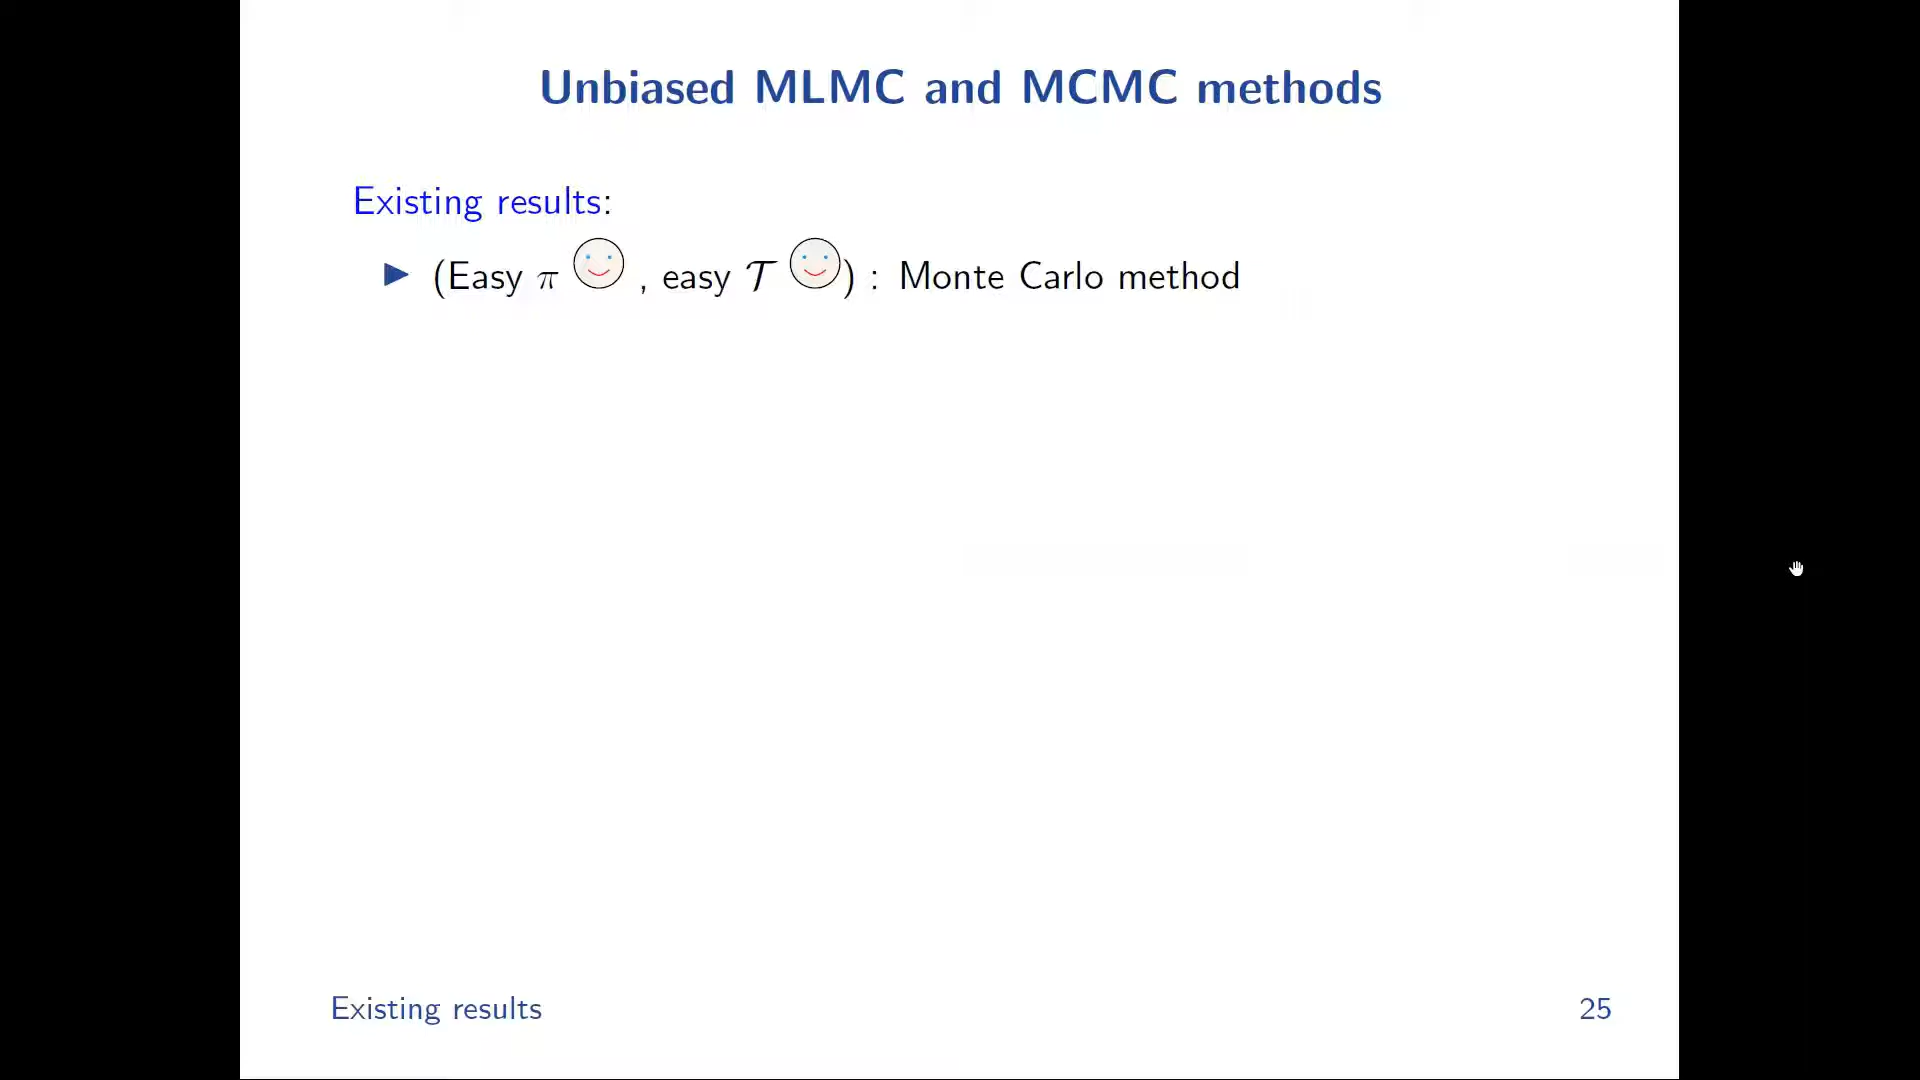 Unbiased MLMC and MCMC methods
Existing results:
(Easy π , easy 𝒯 ) : Monte Carlo method
Existing results
25